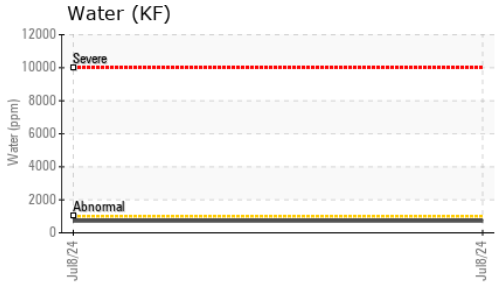 Water (KF)
12000
Severe
10000
8000
Water (ppm)
6000
4000
2000
Abnormal
0
Jul8/24
Jul8/24